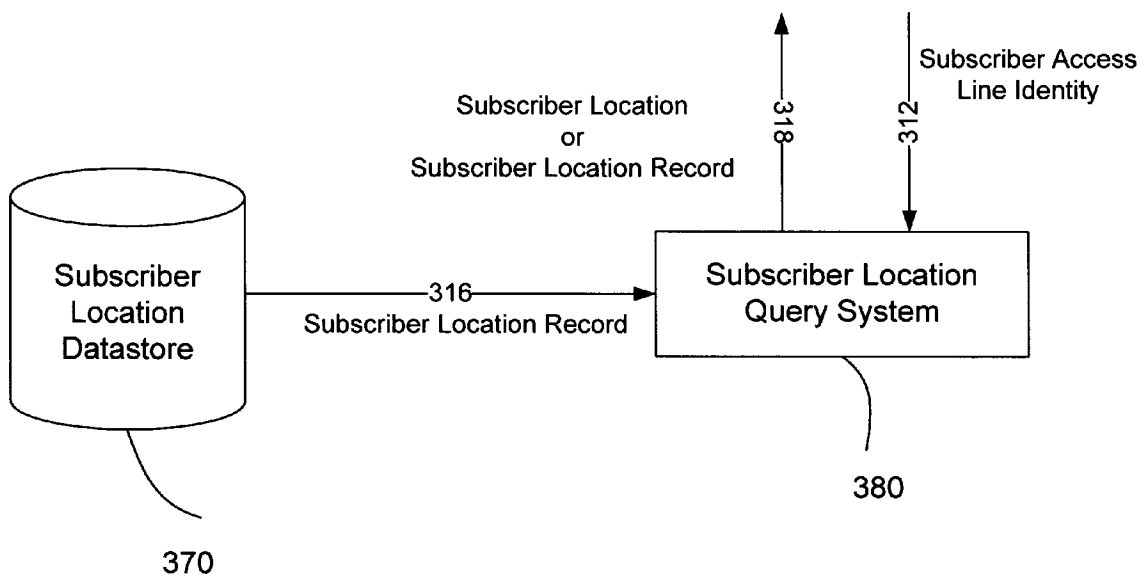 Subscriber Access
Line Identity
312
318
Subscriber Location
or
Subscriber Location Record
Subscriber
Location
Datastore
316
Subscriber Location Record
Subscriber Location
Query System
380
370